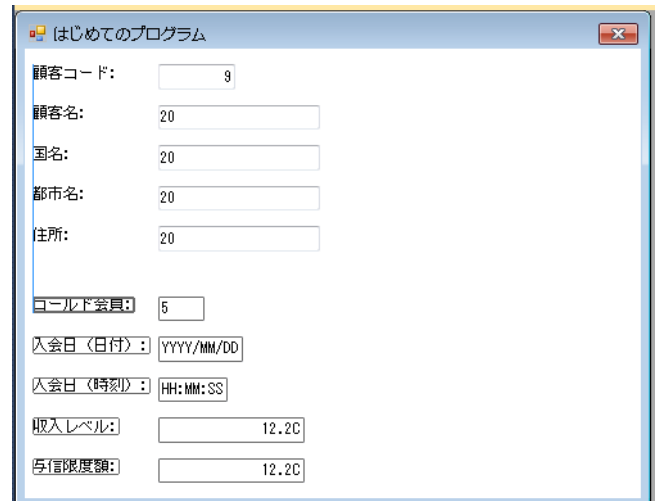 はじめてのプログラム
顧客コード: 9
顧客名: 20
国名: 20
都市名: 20
住所: 20
ゴールド会員: 5
入会日（日付）: YYYY/MM/DD
入会日（時刻）: HH:MM:SS
収入レベル: 12.2C
与信限度額: 12.2C